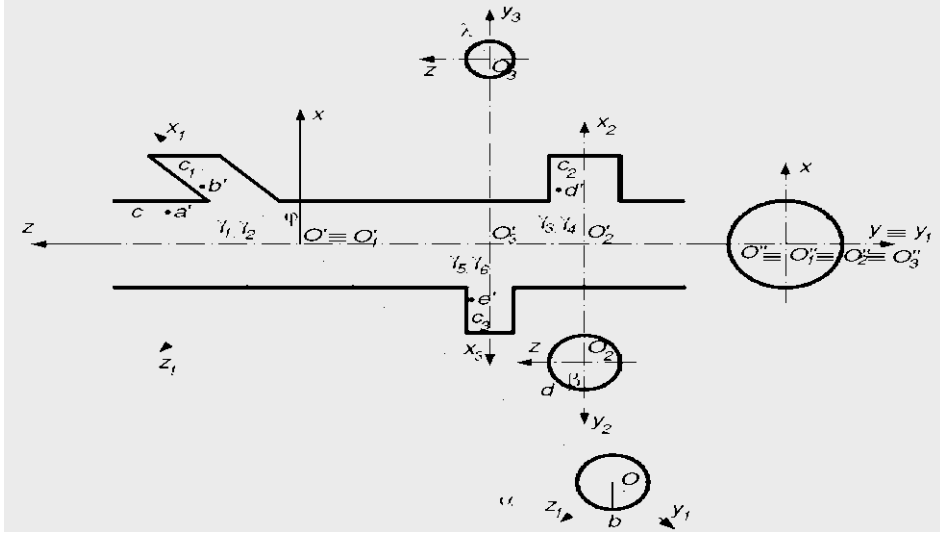 y₃
λ
z O₃
x x₂
x₁
c₁ c₂ x
b' d'
c a'
γ₁ γ₂ φ γ₃ γ₄
z O' ≡ O'₁ O'₃ O'₂ y ≡ y₁
O'' ≡ O''₁ ≡ O''₂ ≡ O''₃
γ₅ γ₆
e'
c₃
z₁ x₃ z O₂
d β
y₂
O
α z₁ b y₁